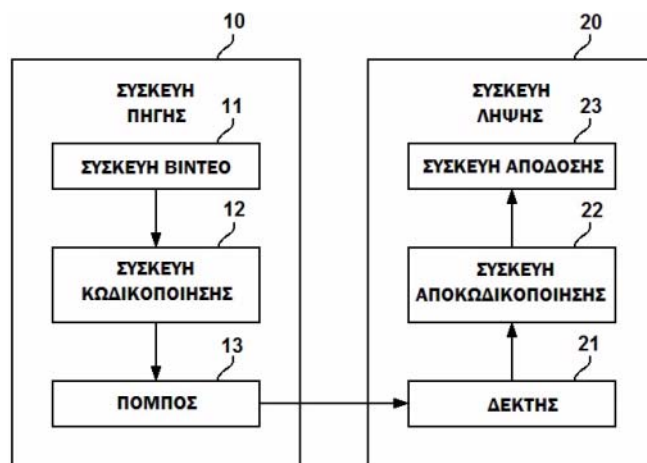 10
ΣΥΣΚΕΥΗ
ΠΗΓΗΣ
11
ΣΥΣΚΕΥΗ ΒΙΝΤΕΟ
12
ΣΥΣΚΕΥΗ
ΚΩΔΙΚΟΠΟΙΗΣΗΣ
13
ΠΟΜΠΟΣ
20
ΣΥΣΚΕΥΗ
ΛΗΨΗΣ
23
ΣΥΣΚΕΥΗ ΑΠΟΔΟΣΗΣ
22
ΣΥΣΚΕΥΗ
ΑΠΟΚΩΔΙΚΟΠΟΙΗΣΗΣ
21
ΔΕΚΤΗΣ